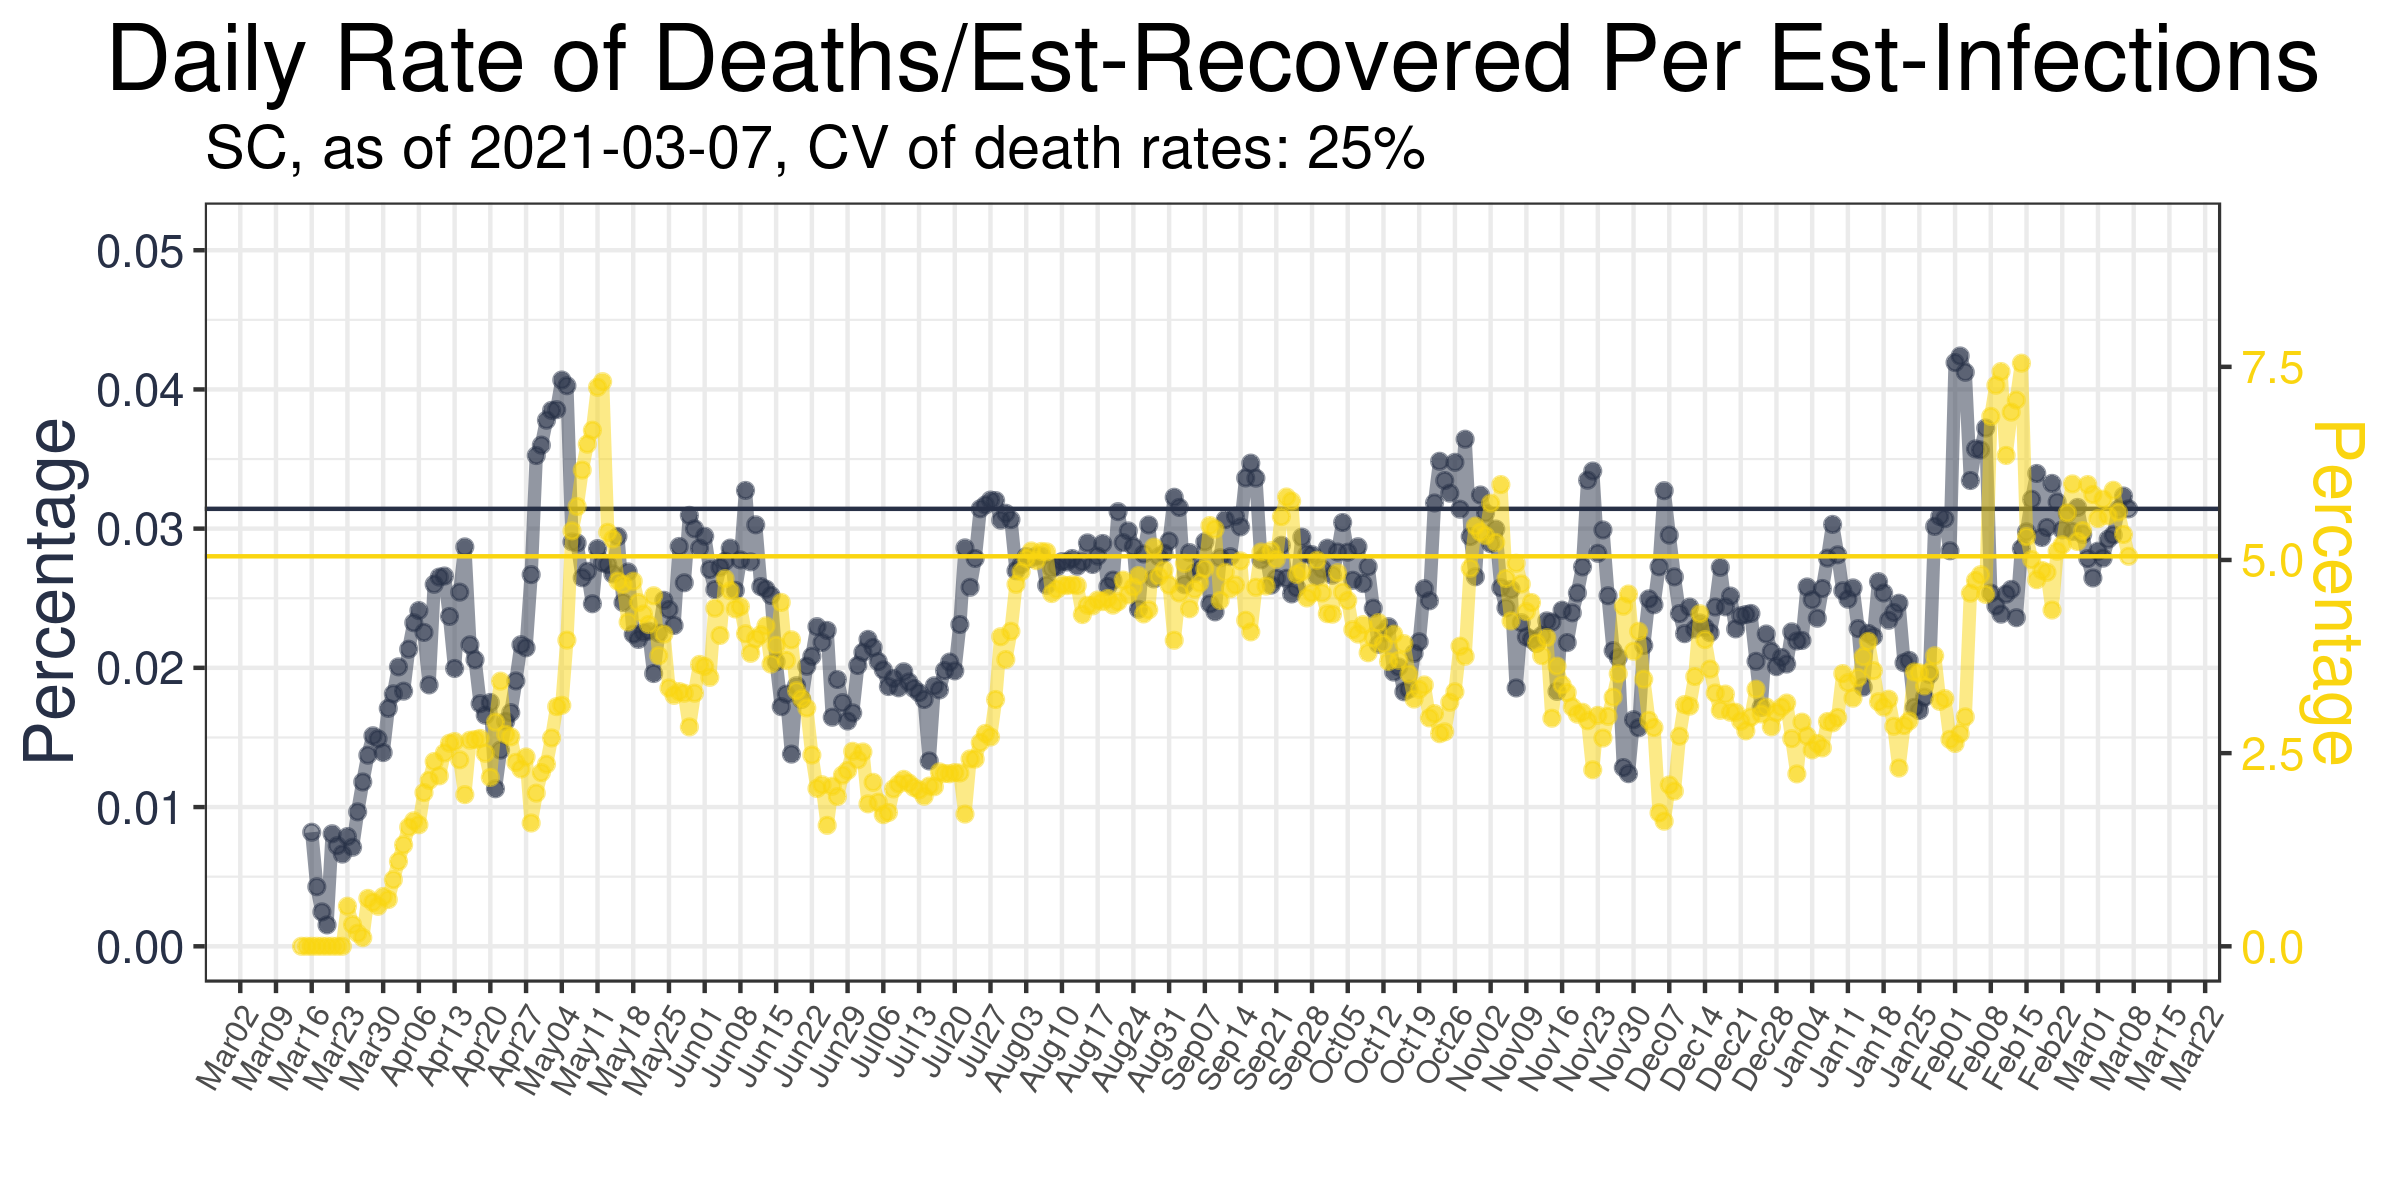 Daily Rate of Deaths/Est-Recovered Per Est-Infections
SC, as of 2021-03-07, CV of death rates: 25%
Percentage
0.05
0.04
0.03
0.02
0.01
0.00
7.5
5.0
2.5
0.0
Percentage
Mar02
Mar09
Mar16
Mar23
Mar30
Apr06
Apr13
Apr20
Apr27
May04
May11
May18
May25
Jun01
Jun08
Jun15
Jun22
Jun29
Jul06
Jul13
Jul20
Jul27
Aug03
Aug10
Aug17
Aug24
Aug31
Sep07
Sep14
Sep21
Sep28
Oct05
Oct12
Oct19
Oct26
Nov02
Nov09
Nov16
Nov23
Nov30
Dec07
Dec14
Dec21
Dec28
Jan04
Jan11
Jan18
Jan25
Feb01
Feb08
Feb15
Feb22
Mar01
Mar08
Mar15
Mar22